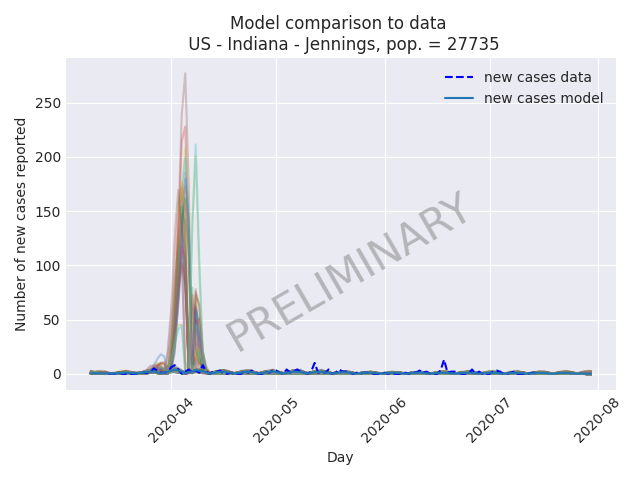 Model comparison to data
US - Indiana - Jennings, pop. = 27735
new cases data
new cases model
Number of new cases reported
250
200
150
100
50
0
PRELIMINARY
2020-04
2020-05
2020-06
2020-07
2020-08
Day